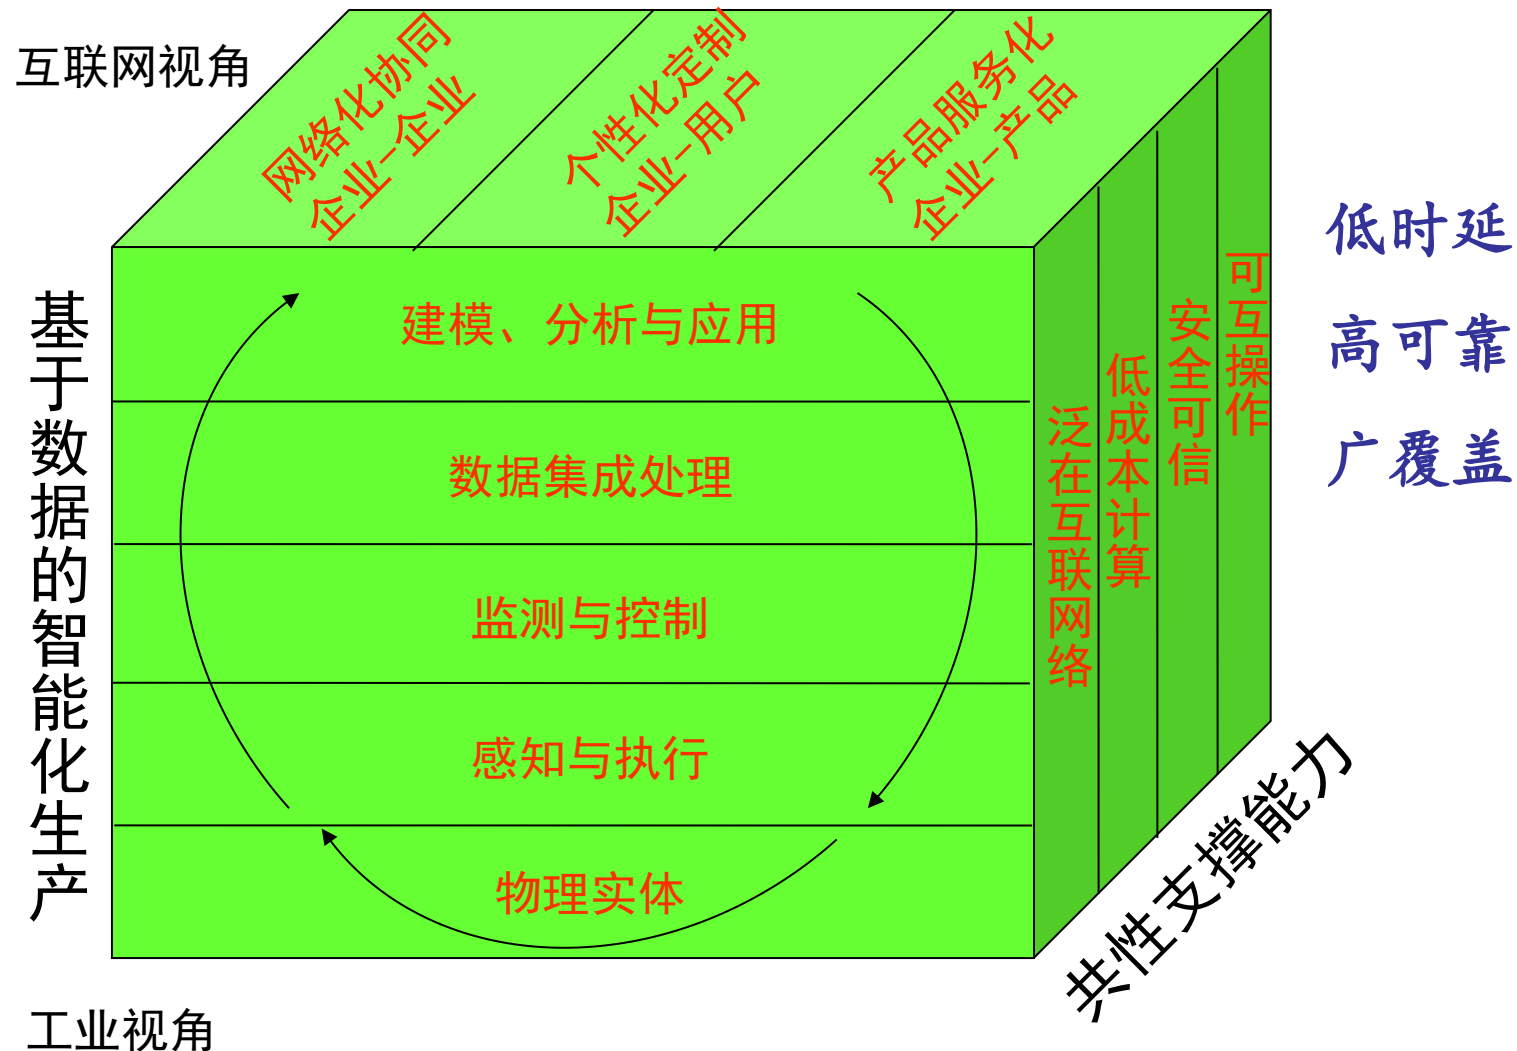 互联网视角
网络化协同
企业-企业
个性化定制
企业-用户
产品服务化
企业-产品
基于数据的智能化生产
建模、分析与应用
数据集成处理
监测与控制
感知与执行
物理实体
泛在互联网络
低成本计算
安全可信
可互操作
低时延
高可靠
广覆盖
共性支撑能力
工业视角